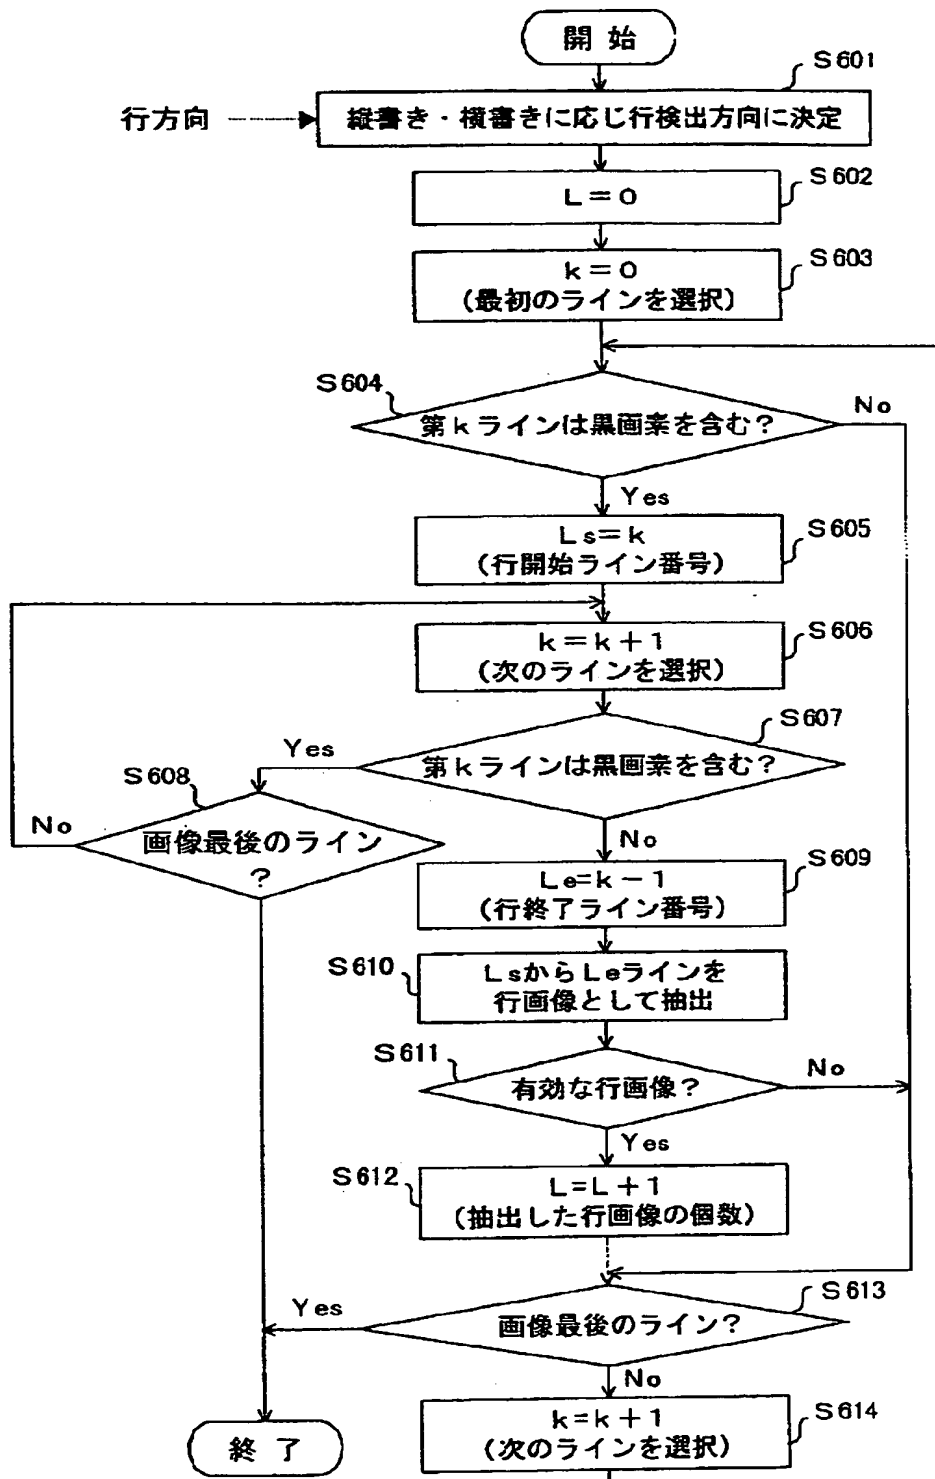 開 始
S601
行方向
縦書き・横書きに応じ行検出方向に決定
S602
L=0
S603
k=0
(最初のラインを選択)
S604
第kラインは黒画素を含む?
No
Yes
S605
Ls=k
(行開始ライン番号)
S606
k=k+1
(次のラインを選択)
S607
第kラインは黒画素を含む?
Yes
S608
画像最後のライン
?
No
No
S609
Le=k-1
(行終了ライン番号)
S610
LsからLeラインを
行画像として抽出
S611
有効な行画像?
No
Yes
S612
L=L+1
(抽出した行画像の個数)
S613
画像最後のライン?
Yes
No
S614
k=k+1
(次のラインを選択)
終 了